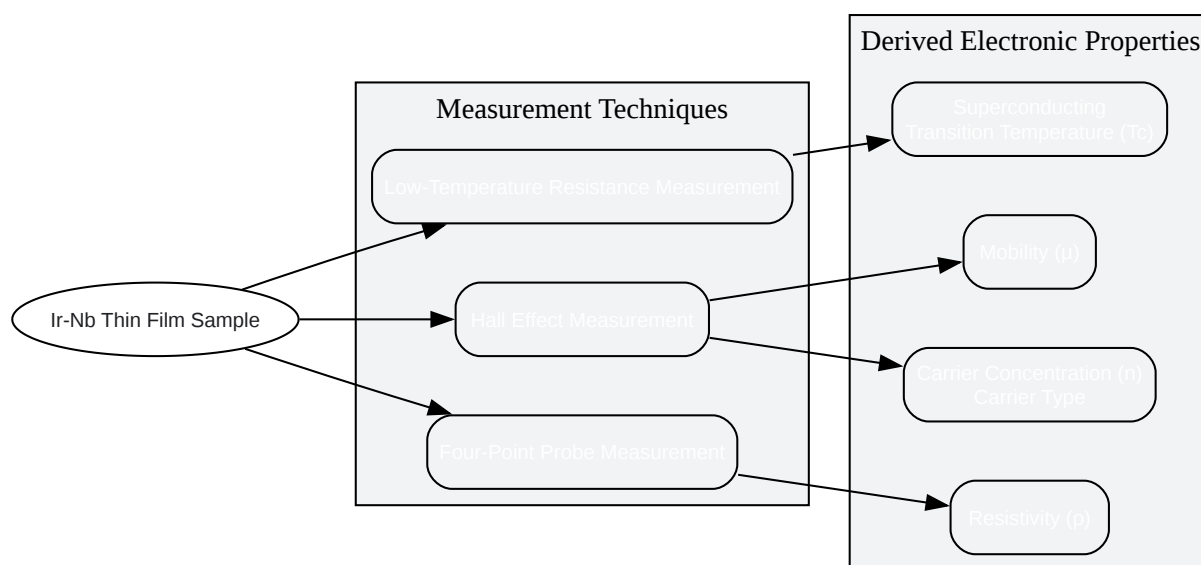 Derived Electronic Properties
Measurement Techniques
Superconducting
Transition Temperature (Tc)
Low-Temperature Resistance Measurement
Mobility (μ)
Ir-Nb Thin Film Sample
Hall Effect Measurement
Carrier Concentration (n)
Carrier Type
Four-Point Probe Measurement
Resistivity (ρ)